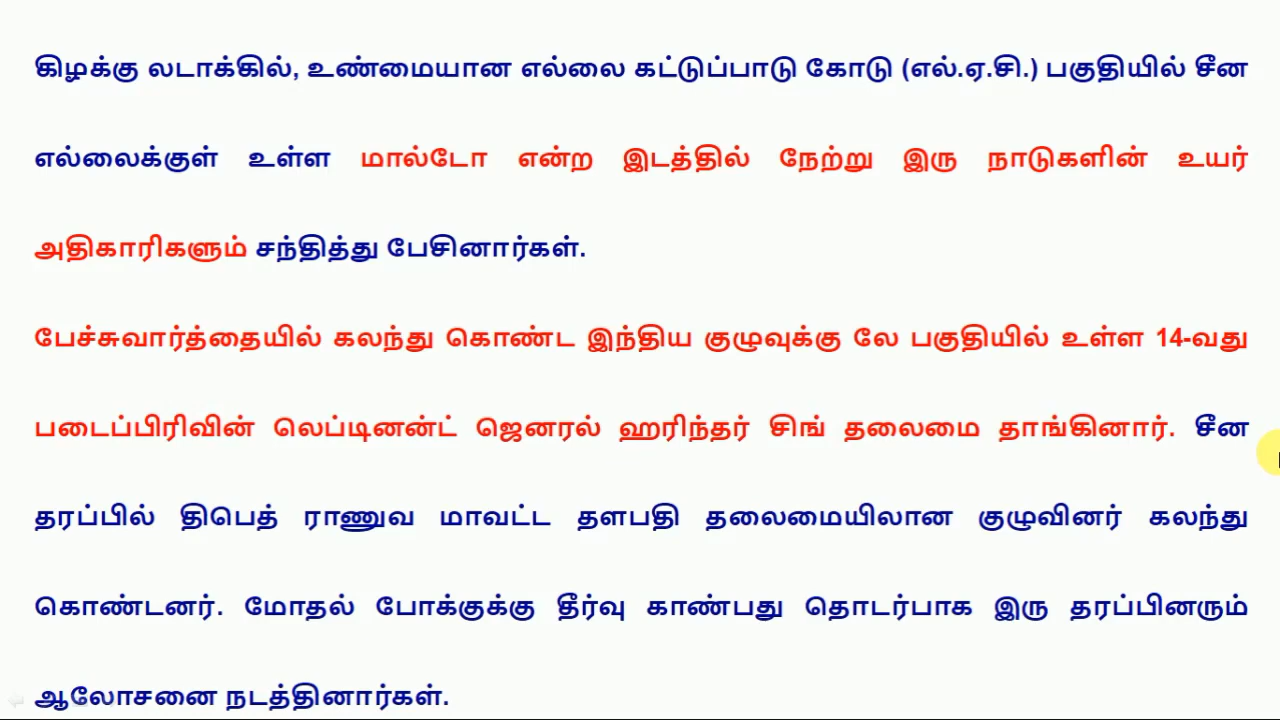 கிழக்கு லடாக்கில், உண்மையான எல்லை கட்டுப்பாடு கோடு (எல்.ஏ.சி.) பகுதியில் சீன
எல்லைக்குள் உள்ள மால்டோ என்ற இடத்தில் நேற்று இரு நாடுகளின் உயர்
அதிகாரிகளும் சந்தித்து பேசினார்கள்.
பேச்சுவார்த்தையில் கலந்து கொண்ட இந்திய குழுவுக்கு லே பகுதியில் உள்ள 14-வது
படைப்பிரிவின் லெப்டினன்ட் ஜெனரல் ஹரிந்தர் சிங் தலைமை தாங்கினார். சீன
தரப்பில் திபெத் ராணுவ மாவட்ட தளபதி தலைமையிலான குழுவினர் கலந்து
கொண்டனர். மோதல் போக்குக்கு தீர்வு காண்பது தொடர்பாக இரு தரப்பினரும்
ஆலோசனை நடத்தினார்கள்.